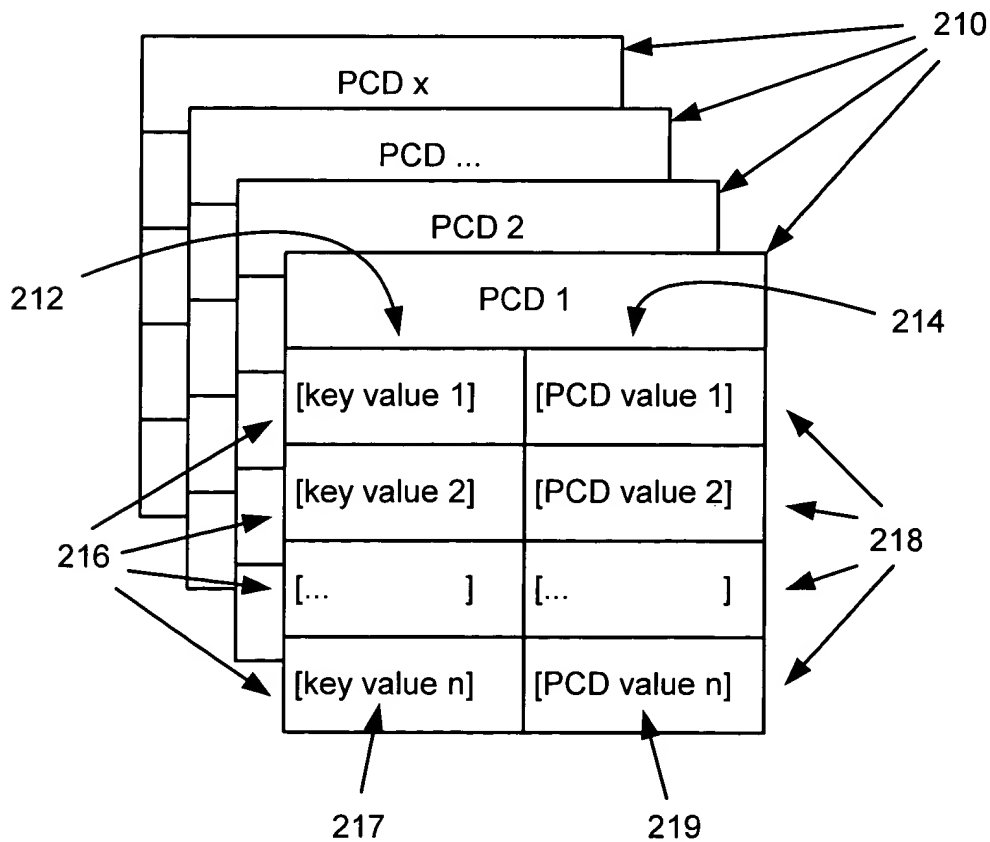 210
PCD x
PCD ...
PCD 2
212
PCD 1
214
[key value 1] [PCD value 1]
[key value 2] [PCD value 2]
216
218
[... ] [... ]
[key value n] [PCD value n]
217
219